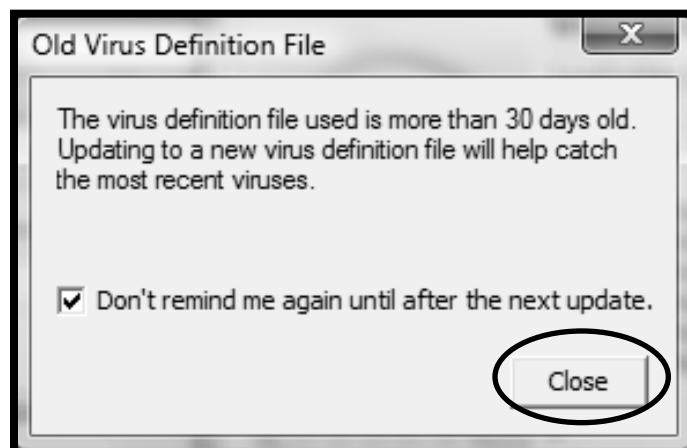 Old Virus Definition File
The virus definition file used is more than 30 days old.
Updating to a new virus definition file will help catch
the most recent viruses.
Don't remind me again until after the next update.
Close